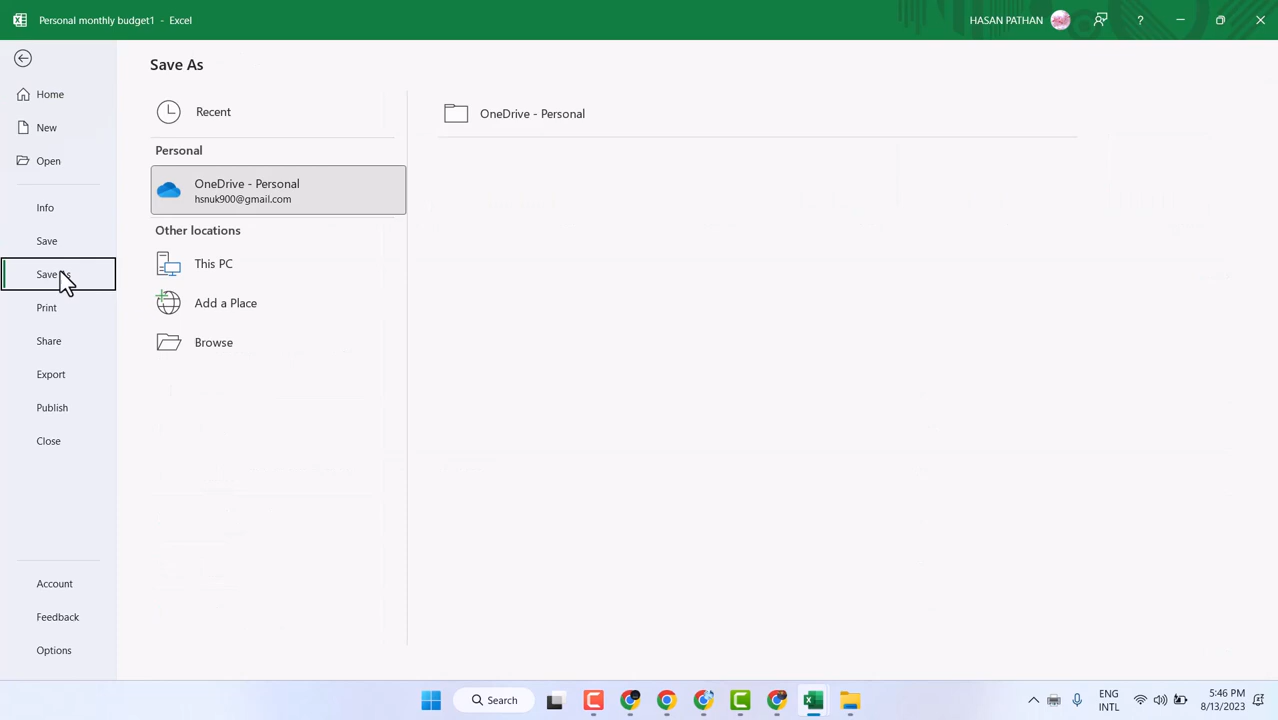 Personal monthly budget1 - Excel
HASAN PATHAN
?
Save As
Home
New
Open
Info
Save
Save As
Print
Share
Export
Publish
Close
Account
Feedback
Options
Recent
Personal
OneDrive - Personal
hsnuk900@gmail.com
Other locations
This PC
Add a Place
Browse
OneDrive - Personal
Search
ENG
INTL
5:46 PM
8/13/2023